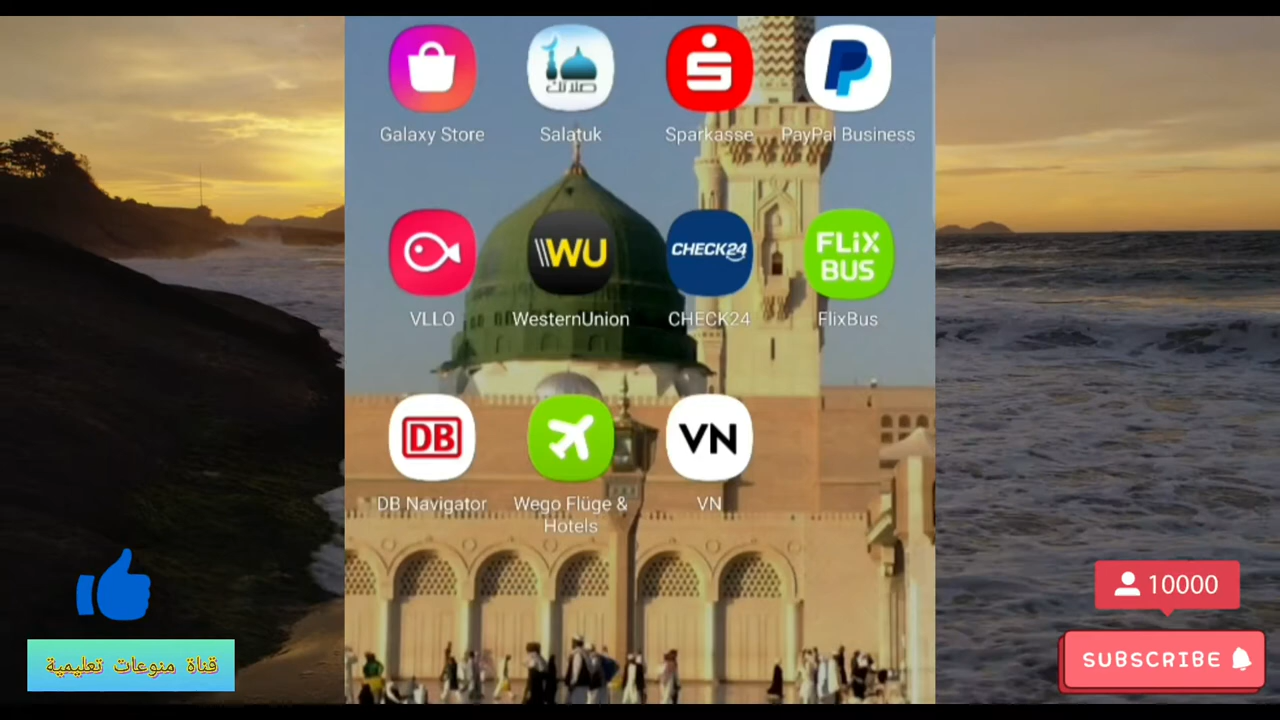 صلاتك
Galaxy Store
Salatuk
Sparkasse
PayPal Business
WU
CHECK24
FLiX
BUS
VLLO
WesternUnion
CHECK24
FlixBus
DB
VN
DB Navigator
Wego Flüge &
Hotels
VN
10000
SUBSCRIBE
قناة منوعات تعليمية